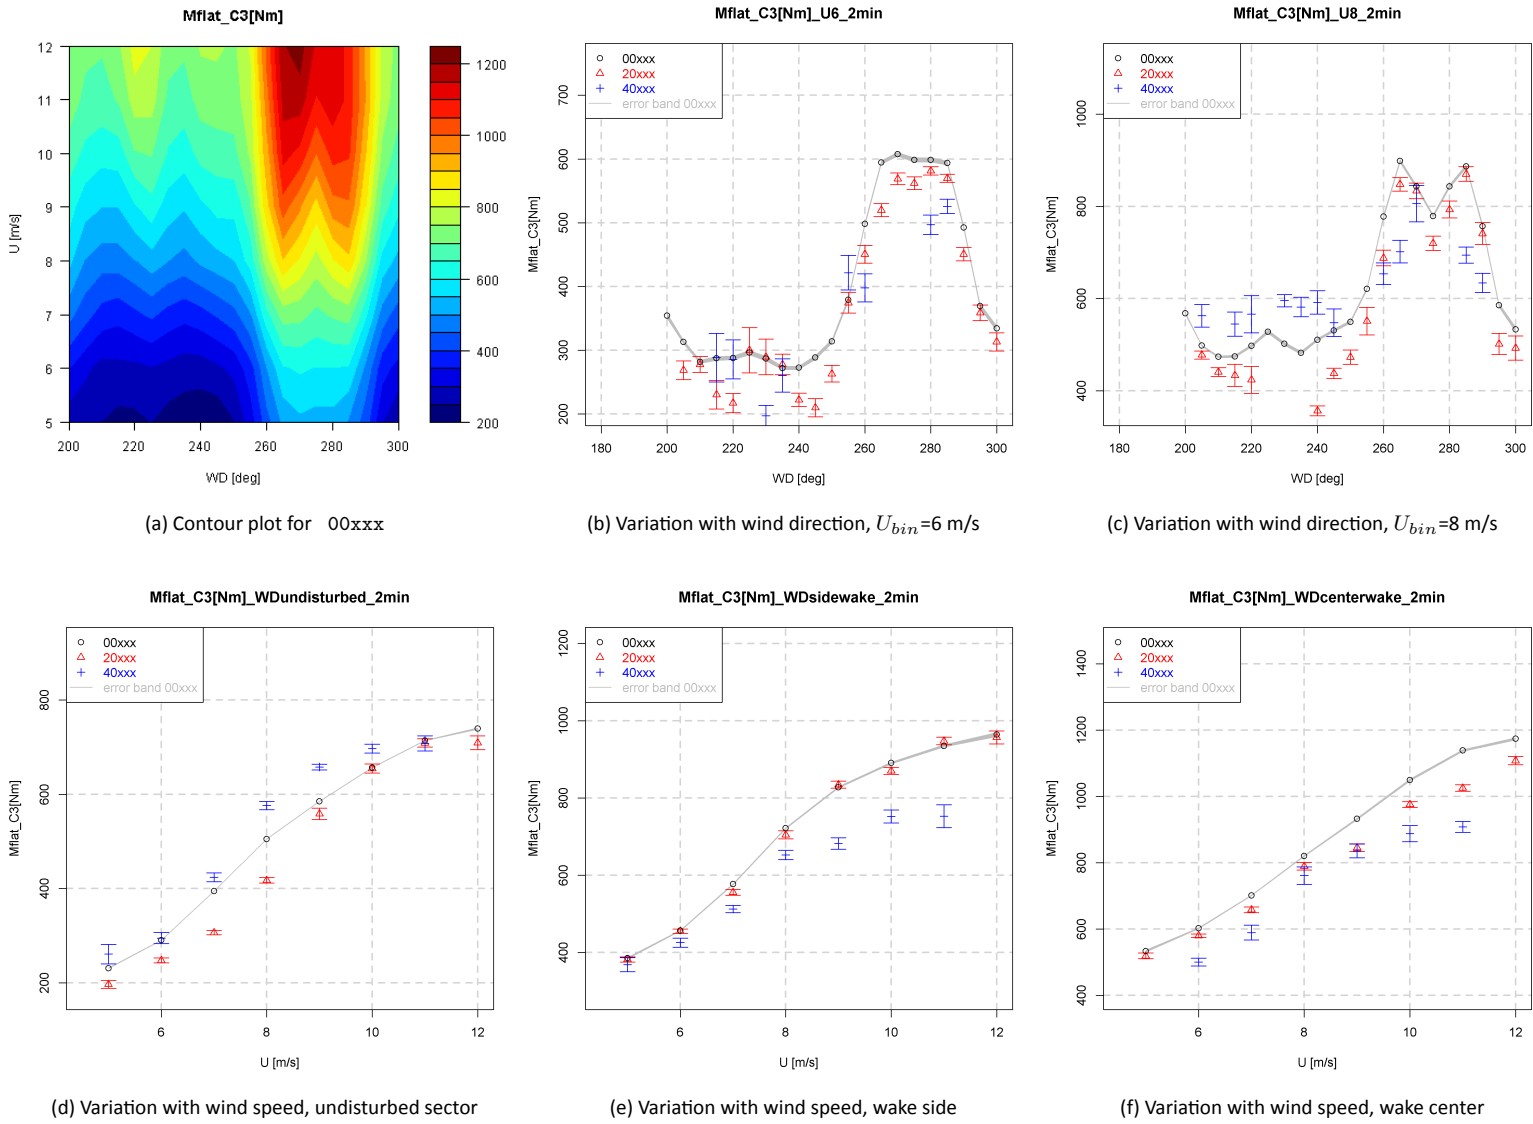 Mflat_C3[Nm]
12
11
10
9
8
7
6
5
U [m/s]
200 220 240 260 280 300
WD [deg]
1200
1000
800
600
400
200
(a) Contour plot for 00xxx
Mflat_C3[Nm]_U6_2min
00xxx
20xxx
40xxx
error band 00xxx
700
600
500
400
300
200
Mflat_C3[Nm]
180 200 220 240 260 280 300
WD [deg]
(b) Variation with wind direction, U_bin=6 m/s
Mflat_C3[Nm]_U8_2min
00xxx
20xxx
40xxx
error band 00xxx
1000
800
600
400
Mflat_C3[Nm]
180 200 220 240 260 280 300
WD [deg]
(c) Variation with wind direction, U_bin=8 m/s
Mflat_C3[Nm]_WDundisturbed_2min
00xxx
20xxx
40xxx
error band 00xxx
800
600
400
200
Mflat_C3[Nm]
6 8 10 12
U [m/s]
(d) Variation with wind speed, undisturbed sector
Mflat_C3[Nm]_WDsidewake_2min
00xxx
20xxx
40xxx
error band 00xxx
1200
1000
800
600
400
Mflat_C3[Nm]
6 8 10 12
U [m/s]
(e) Variation with wind speed, wake side
Mflat_C3[Nm]_WDcenterwake_2min
00xxx
20xxx
40xxx
error band 00xxx
1400
1200
1000
800
600
400
Mflat_C3[Nm]
6 8 10 12
U [m/s]
(f) Variation with wind speed, wake center